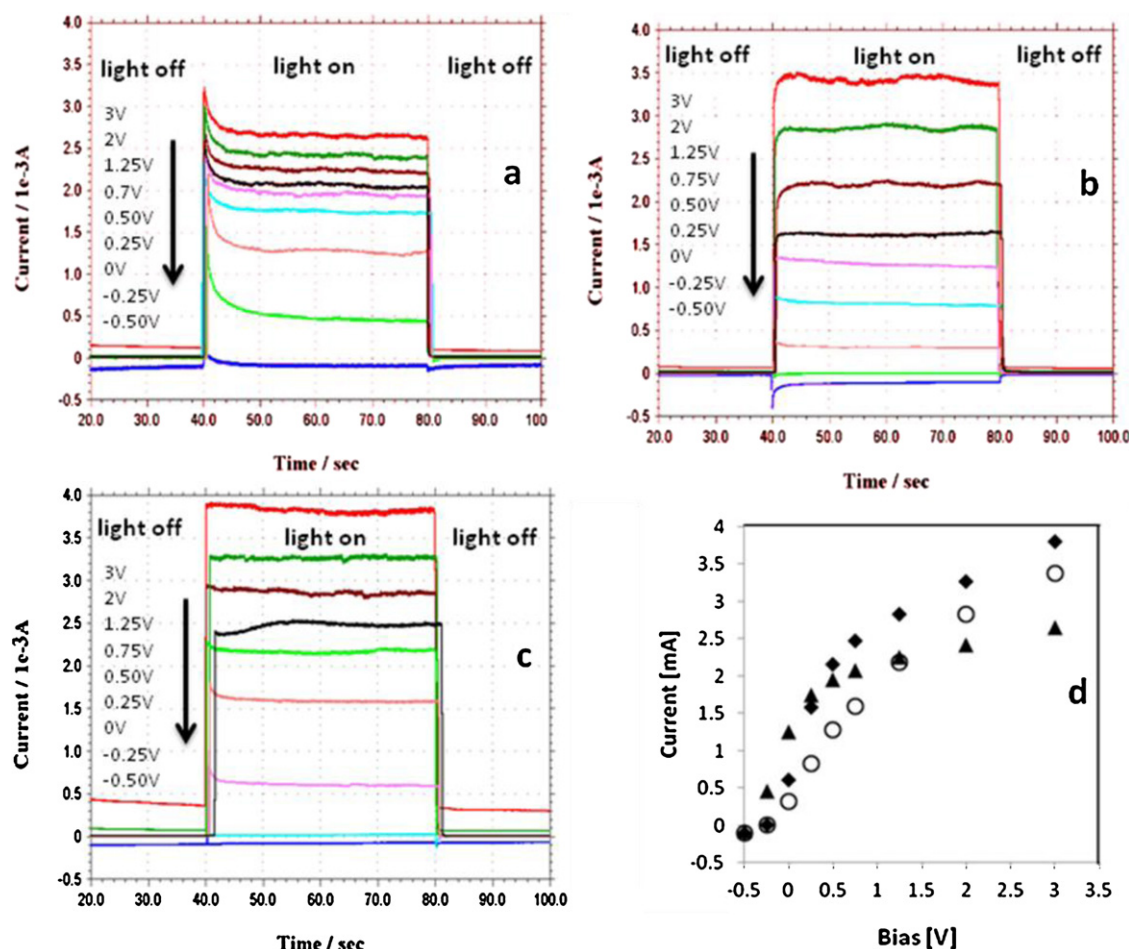 4.0
3.5
3.0
2.5
2.0
1.5
1.0
0.5
0
-0.5
Current / 1e-3A
light off
light on
light off
3V
2V
1.25V
0.7V
0.50V
0.25V
0V
-0.25V
-0.50V
a
20.0 30.0 40.0 50.0 60.0 70.0 80.0 90.0 100.0
Time / sec
4.0
3.5
3.0
2.5
2.0
1.5
1.0
0.5
0
-0.5
Current / 1e-3A
light off
light on
light off
3V
2V
1.25V
0.75V
0.50V
0.25V
0V
-0.25V
-0.50V
b
20.0 30.0 40.0 50.0 60.0 70.0 80.0 90.0 100.0
Time / sec
4.0
3.5
3.0
2.5
2.0
1.5
1.0
0.5
0
-0.5
Current / 1e-3A
light off
light on
light off
3V
2V
1.25V
0.75V
0.50V
0.25V
0V
-0.25V
-0.50V
c
20.0 30.0 40.0 50.0 60.0 70.0 80.0 90.0 100.0
Time / sec
4
3.5
3
2.5
2
1.5
1
0.5
0
-0.5
Current [mA]
d
-0.5 0 0.5 1 1.5 2 2.5 3 3.5
Bias [V]